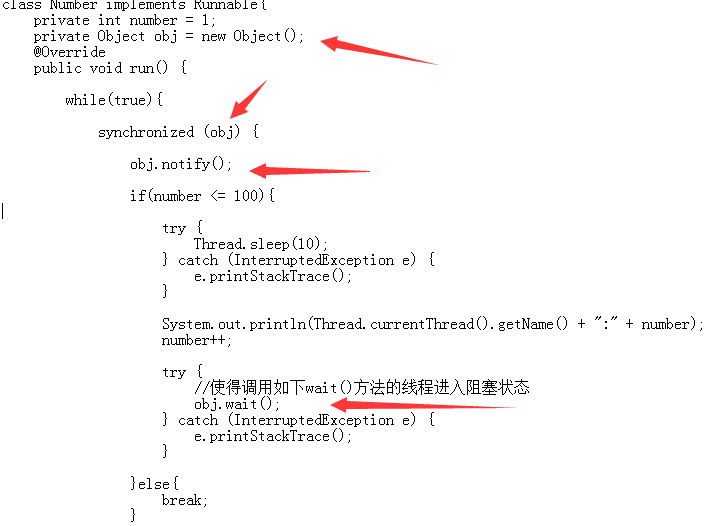 class Number implements Runnable{
private int number = 1;
private Object obj = new Object();
@Override
public void run() {
while(true){
synchronized (obj) {
obj.notify();
if(number <= 100){
try {
Thread.sleep(10);
} catch (InterruptedException e) {
e.printStackTrace();
}
System.out.println(Thread.currentThread().getName() + ":" + number);
number++;
try {
//使得调用如下wait()方法的线程进入阻塞状态
obj.wait();
} catch (InterruptedException e) {
e.printStackTrace();
}
}else{
break;
}